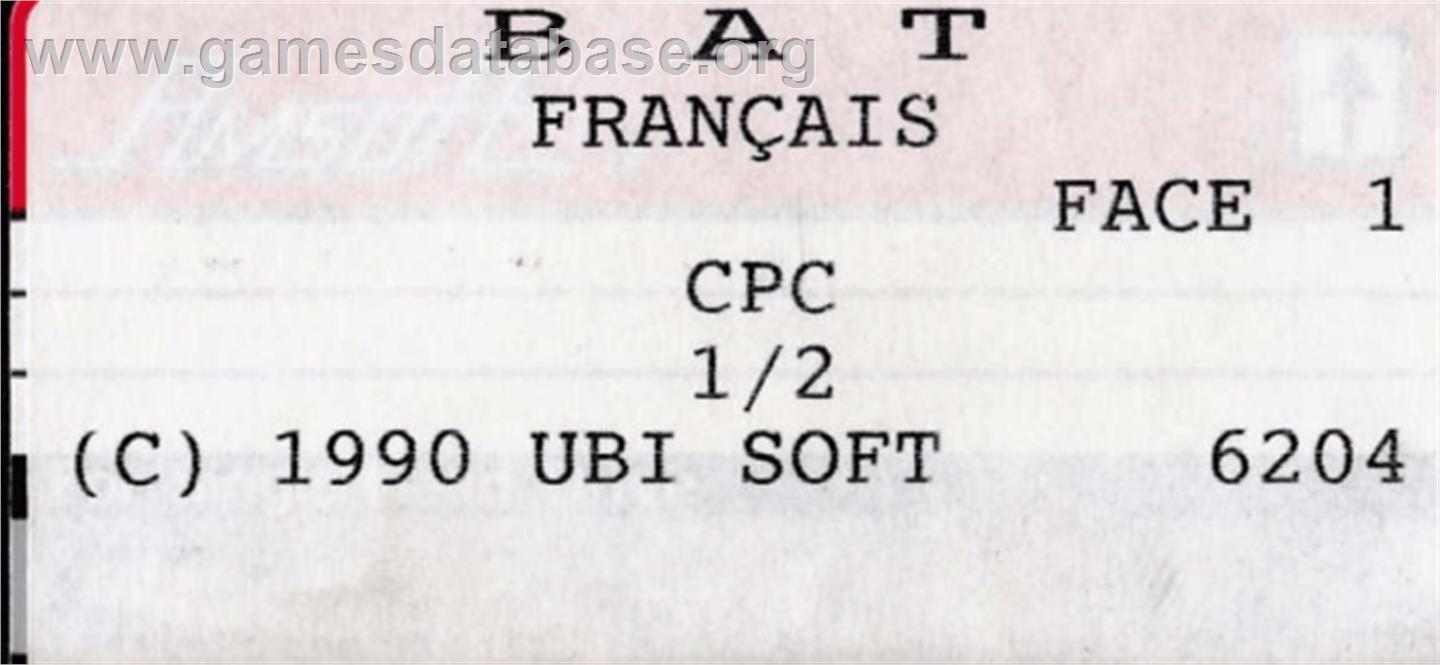 B A T
www.gamesdatabase.org
FRANÇAIS
FACE 1
CPC
1/2
(C) 1990 UBI SOFT 6204